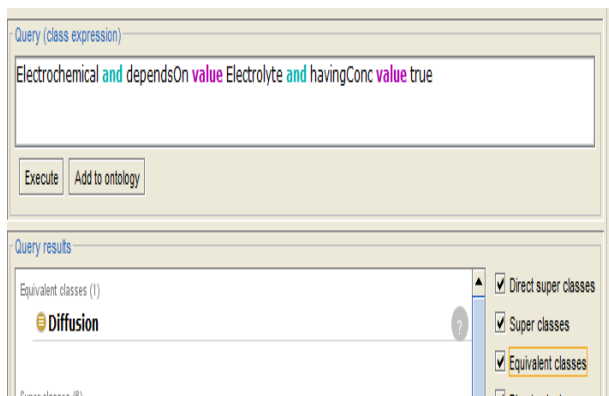 Query (class expression)
Electrochemical and dependsOn value Electrolyte and havingConc value true
Execute Add to ontology
Query results
Equivalent classes (1)
Direct super classes
Diffusion
?
Super classes
Equivalent classes